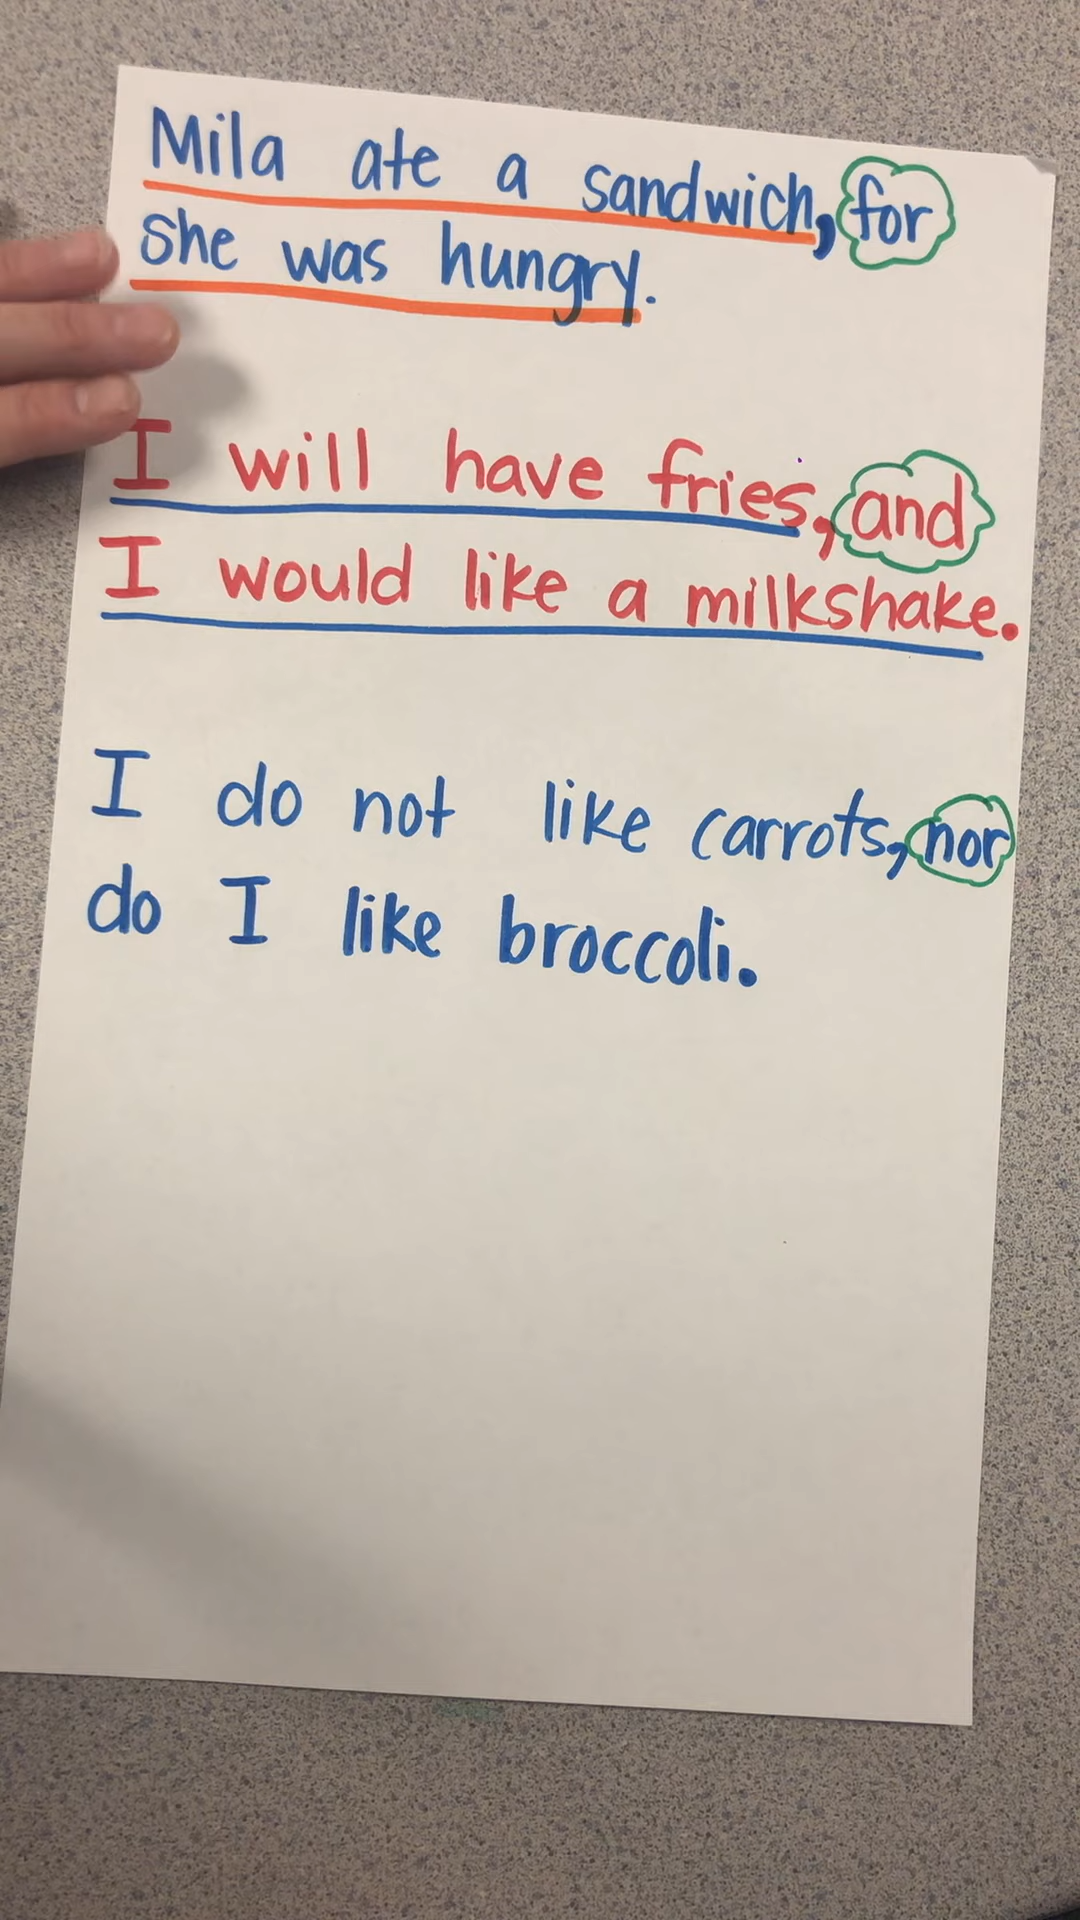 Mila ate a sandwich, for
she was hungry.
I will have fries, and
I would like a milkshake.
I do not like carrots, nor
do I like broccoli.